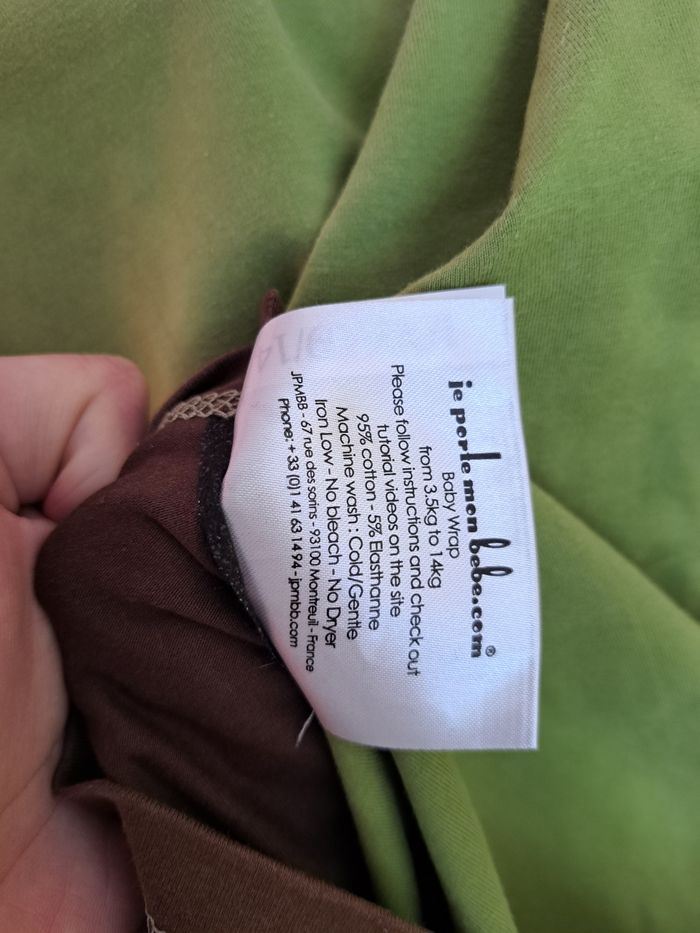 je porte mon bebe.com®
Baby Wrap
from 3.5kg to 14kg
Please follow instructions and check out
tutorial videos on the site
95% cotton - 5% Elasthanne
Machine wash : Cold/Gentle
Iron Low - No bleach - No Dryer
JPMBB - 67 rue des sorins - 93100 Montreuil - France
Phone: + 33 (0)1 41 63 14 94 - jpmbb.com